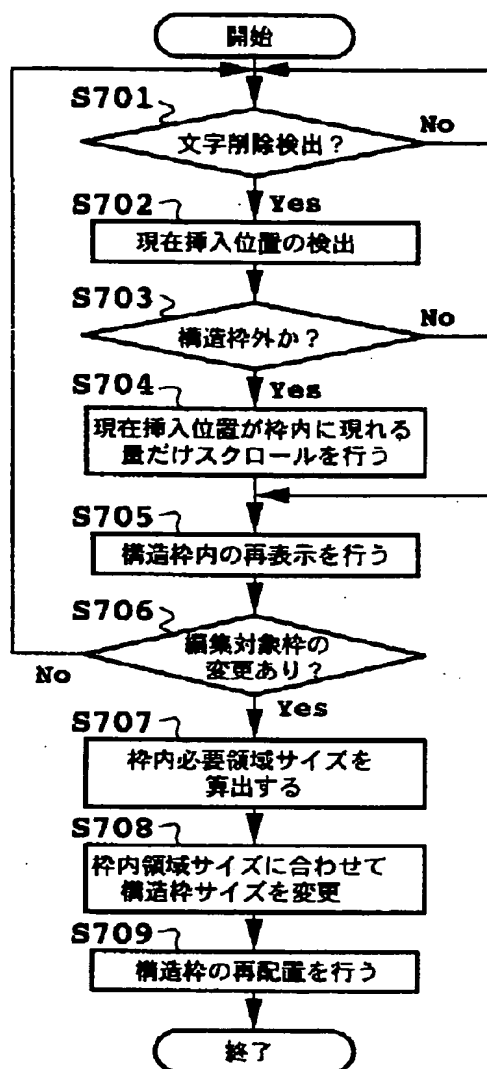 開始
S701
文字削除検出？
No
Yes
S702
現在挿入位置の検出
S703
構造枠外か？
No
Yes
S704
現在挿入位置が枠内に現れる
量だけスクロールを行う
S705
構造枠内の再表示を行う
S706
編集対象枠の
変更あり？
No
Yes
S707
枠内必要領域サイズを
算出する
S708
枠内領域サイズに合わせて
構造枠サイズを変更
S709
構造枠の再配置を行う
終了